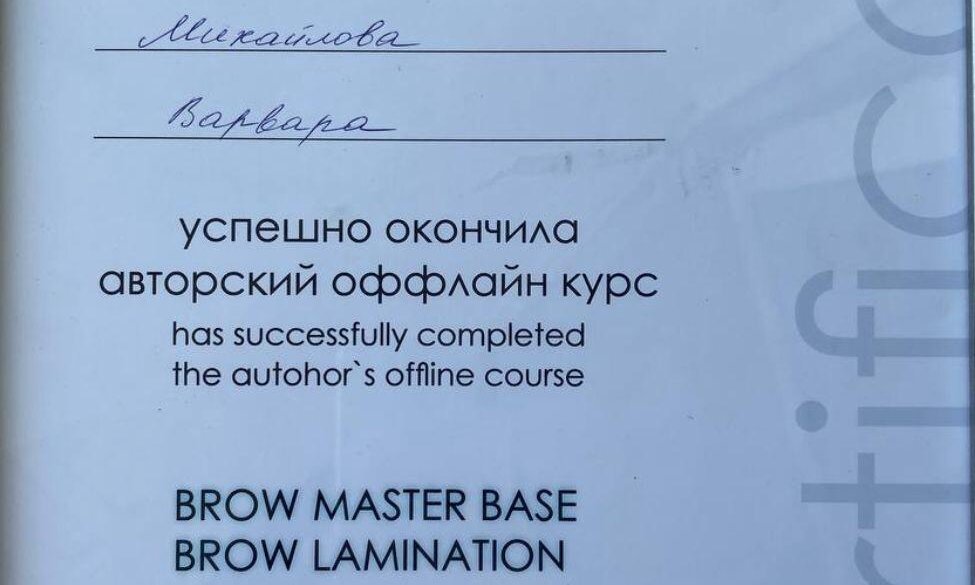 Михайлова
Варвара
успешно окончила
авторский оффлайн курс
has successfully completed
the autohor`s offline course
BROW MASTER BASE
BROW LAMINATION